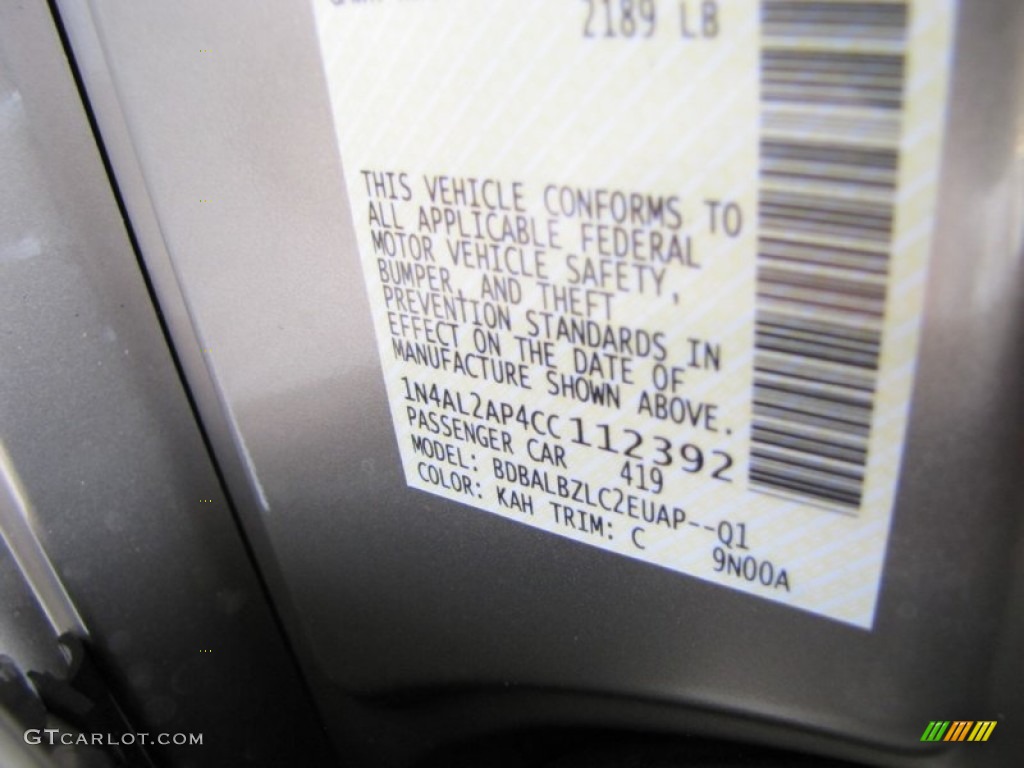 2189 LB
THIS VEHICLE CONFORMS TO
ALL APPLICABLE FEDERAL
MOTOR VEHICLE SAFETY,
BUMPER, AND THEFT
PREVENTION STANDARDS IN
EFFECT ON THE DATE OF
MANUFACTURE SHOWN ABOVE.
1N4AL2AP4CC112392
PASSENGER CAR 419
MODEL: BDBALBZLC2EUAP--Q1
COLOR: KAH TRIM: C 9N00A
GTCARLOT.COM